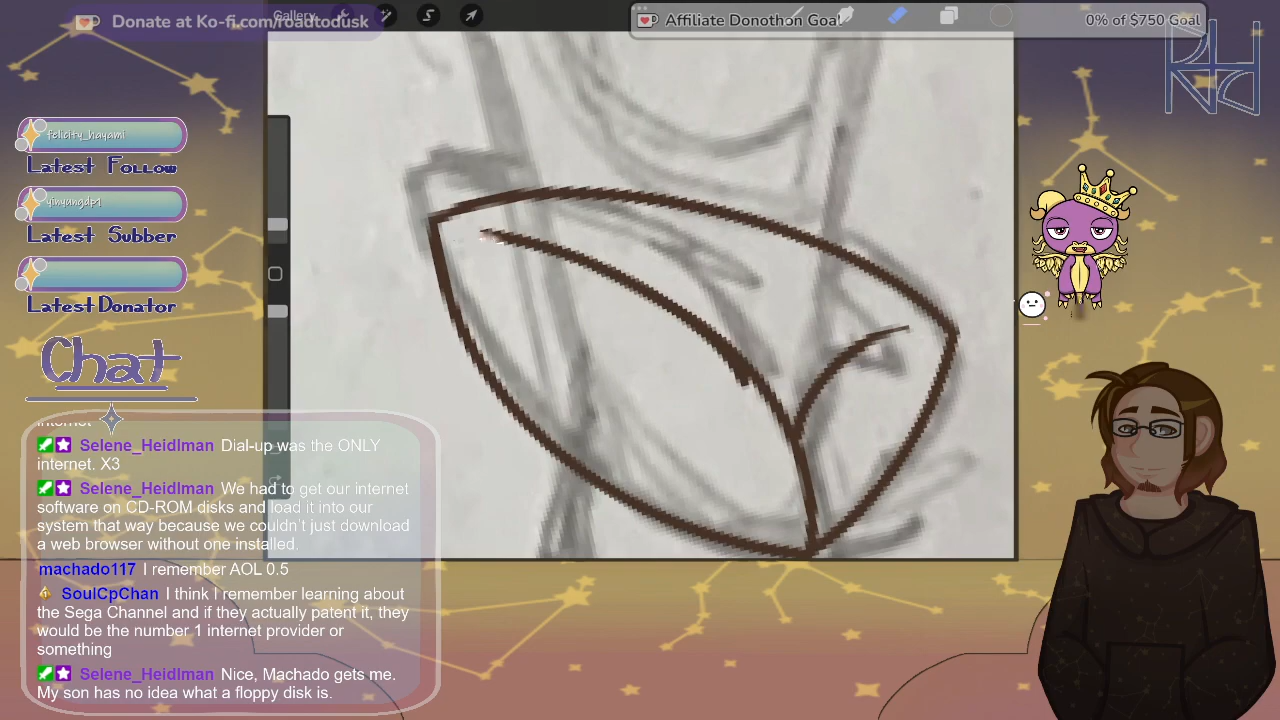 Donate at Ko-fi.com/roadtodusk
Gallery
Affiliate Donothon Goal
0% of $750 Goal
felicity_hayami
Latest Follow
yinyangdp1
Latest Subber
Latest Donator
Chat
internet
Selene_Heidlman Dial-up was the ONLY
internet. X3
Selene_Heidlman We had to get our internet
software on CD-ROM disks and load it into our
system that way because we couldn't just download
a web browser without one installed.
machado117 I remember AOL 0.5
SoulCpChan I think I remember learning about
the Sega Channel and if they actually patent it, they
would be the number 1 internet provider or
something
Selene_Heidlman Nice, Machado gets me.
My son has no idea what a floppy disk is.